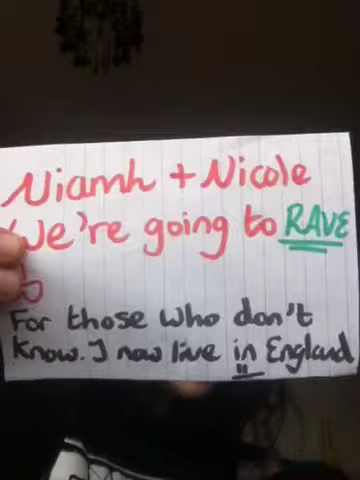 Niamh + Nicole
We're going to RAVE
For those who don't
know. I now live in England